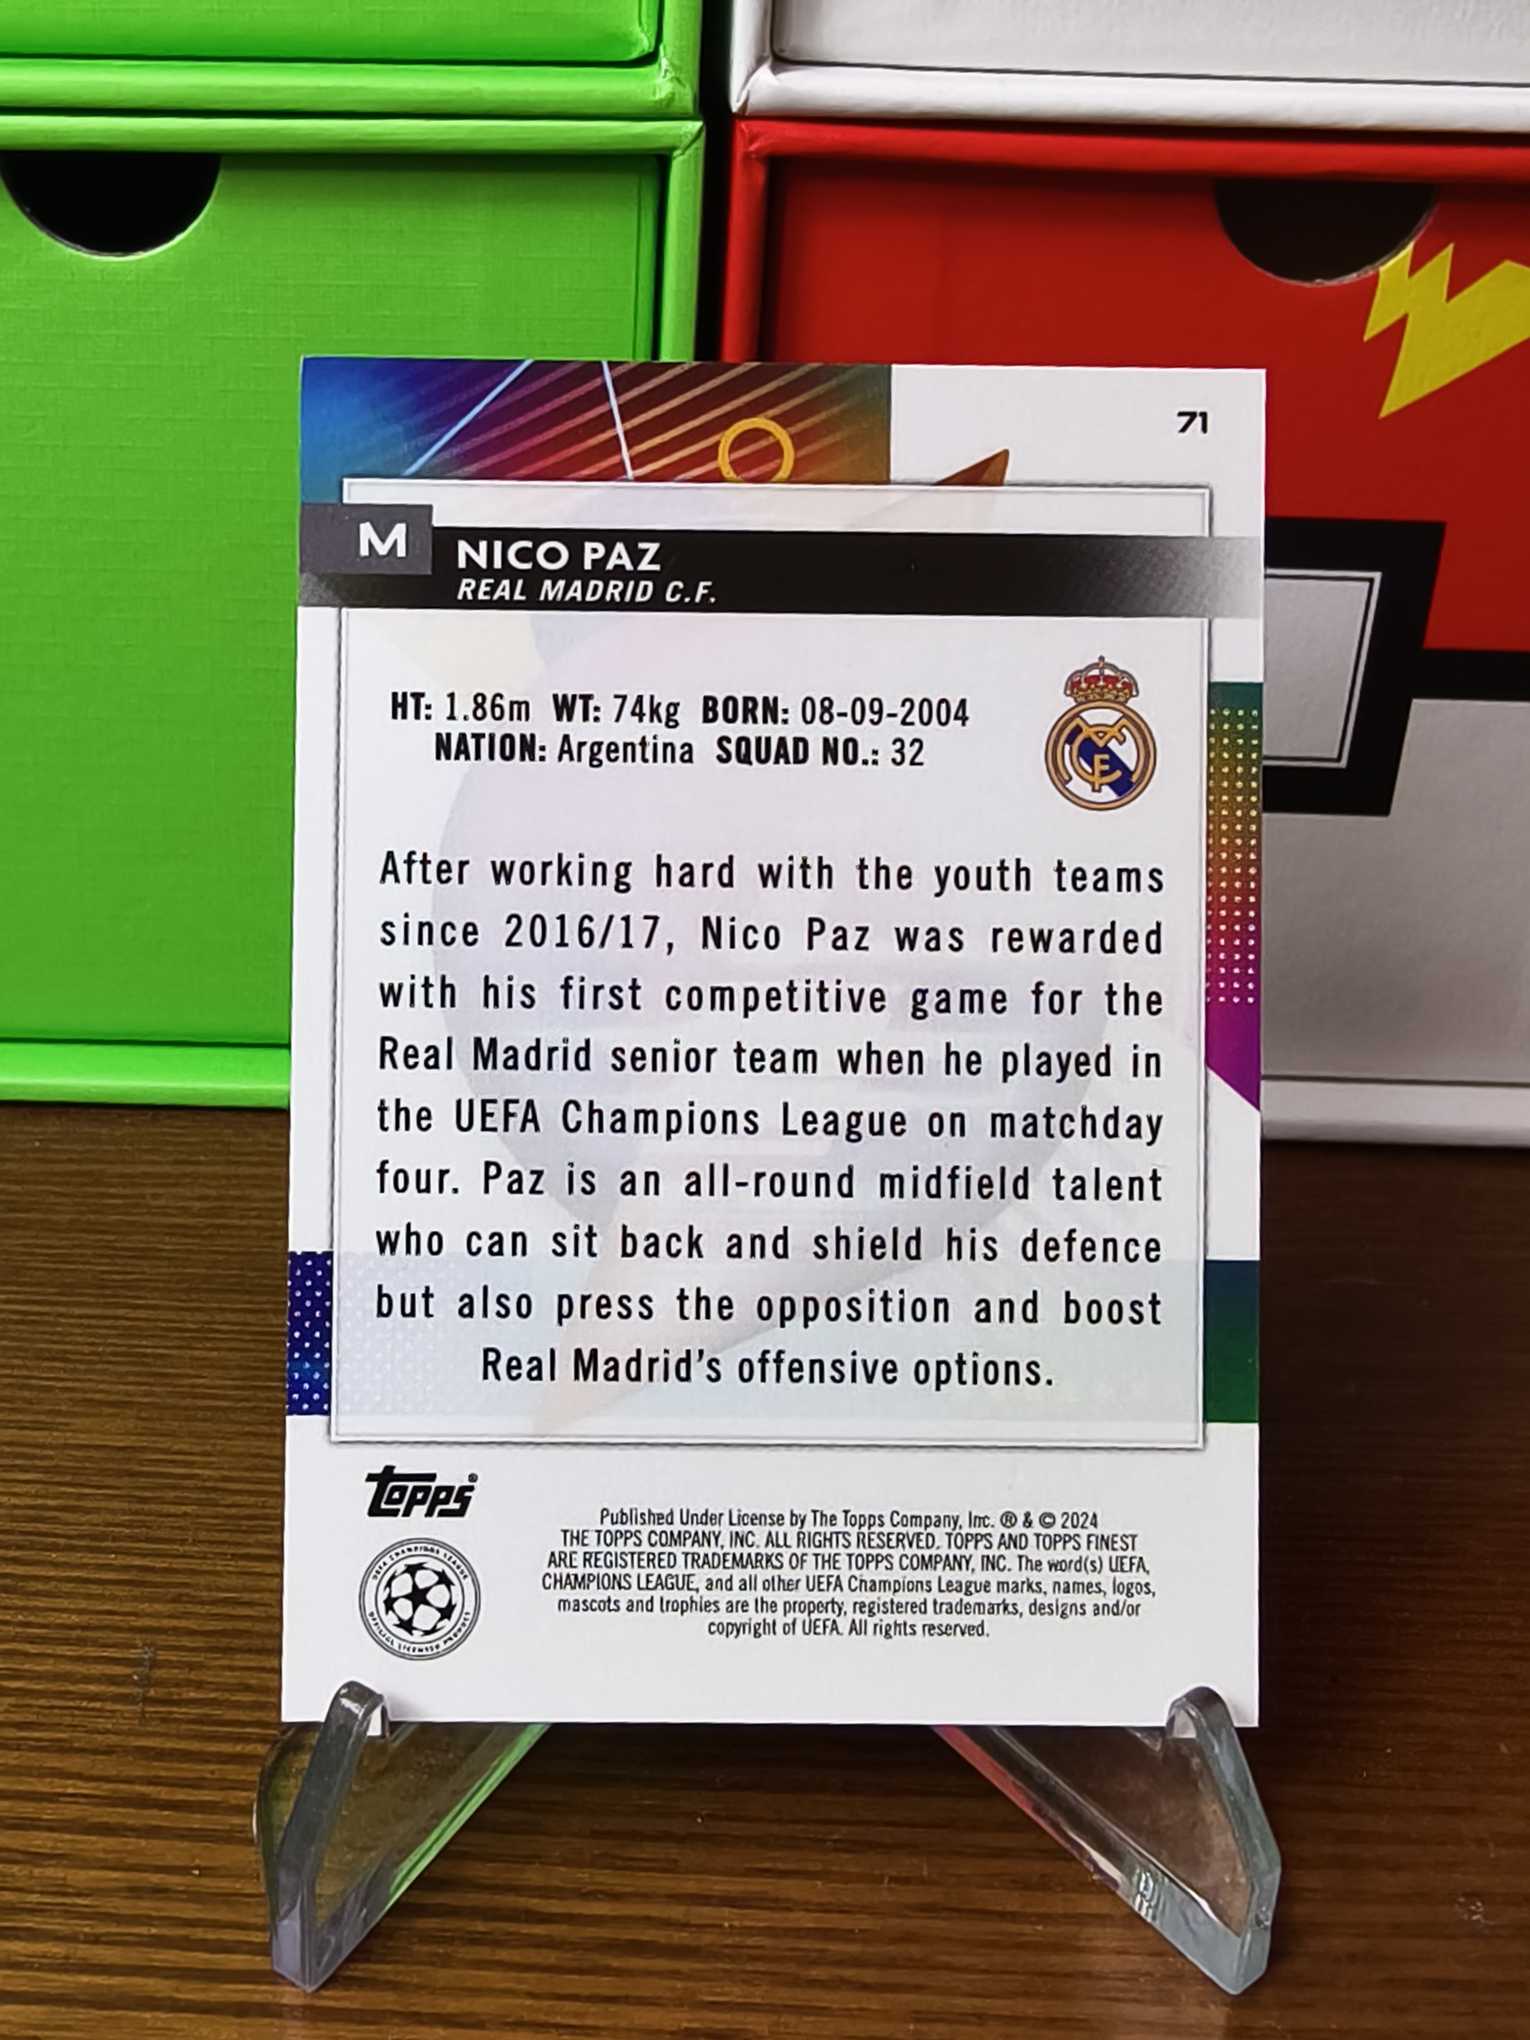 71
M
NICO PAZ
REAL MADRID C.F.
HT: 1.86m WT: 74kg BORN: 08-09-2004
NATION: Argentina SQUAD NO.: 32
After working hard with the youth teams
since 2016/17, Nico Paz was rewarded
with his first competitive game for the
Real Madrid senior team when he played in
the UEFA Champions League on matchday
four. Paz is an all-round midfield talent
who can sit back and shield his defence
but also press the opposition and boost
Real Madrid's offensive options.
topps®
UEFA CHAMPIONS LEAGUE
OFFICIAL LICENSED PRODUCT
Published Under License by The Topps Company, Inc. ® & © 2024
THE TOPPS COMPANY, INC. ALL RIGHTS RESERVED. TOPPS AND TOPPS FINEST
ARE REGISTERED TRADEMARKS OF THE TOPPS COMPANY, INC. The word(s) UEFA,
CHAMPIONS LEAGUE, and all other UEFA Champions League marks, names, logos,
mascots and trophies are the property, registered trademarks, designs and/or
copyright of UEFA. All rights reserved.